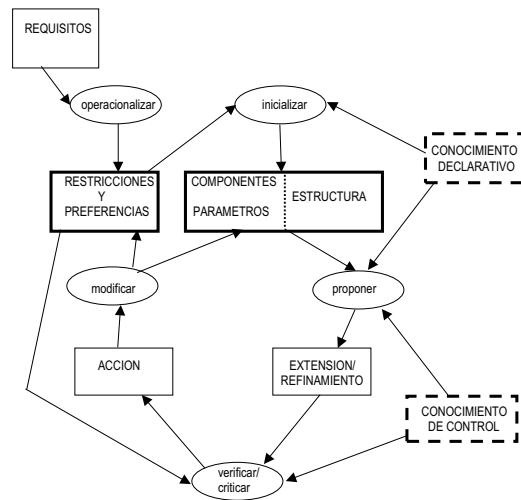 REQUISITOS
operacionalizar
inicializar
CONOCIMIENTO
DECLARATIVO
RESTRICCIONES
Y
PREFERENCIAS
COMPONENTES
PARAMETROS
ESTRUCTURA
modificar
proponer
ACCION
EXTENSION/
REFINAMIENTO
CONOCIMIENTO
DE CONTROL
verificar/
criticar